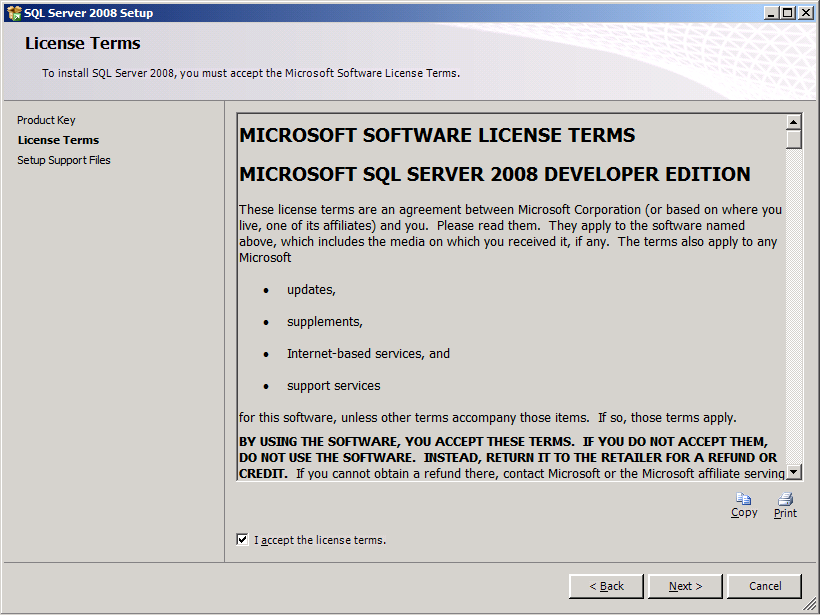 SQL Server 2008 Setup
License Terms
To install SQL Server 2008, you must accept the Microsoft Software License Terms.
Product Key
License Terms
Setup Support Files
MICROSOFT SOFTWARE LICENSE TERMS
MICROSOFT SQL SERVER 2008 DEVELOPER EDITION
These license terms are an agreement between Microsoft Corporation (or based on where you
live, one of its affiliates) and you.  Please read them.  They apply to the software named
above, which includes the media on which you received it, if any.  The terms also apply to any
Microsoft
• updates,
• supplements,
• Internet-based services, and
• support services
for this software, unless other terms accompany those items.  If so, those terms apply.
BY USING THE SOFTWARE, YOU ACCEPT THESE TERMS.  IF YOU DO NOT ACCEPT THEM,
DO NOT USE THE SOFTWARE.  INSTEAD, RETURN IT TO THE RETAILER FOR A REFUND OR
CREDIT.  If you cannot obtain a refund there, contact Microsoft or the Microsoft affiliate serving
Copy Print
I accept the license terms.
< Back Next > Cancel